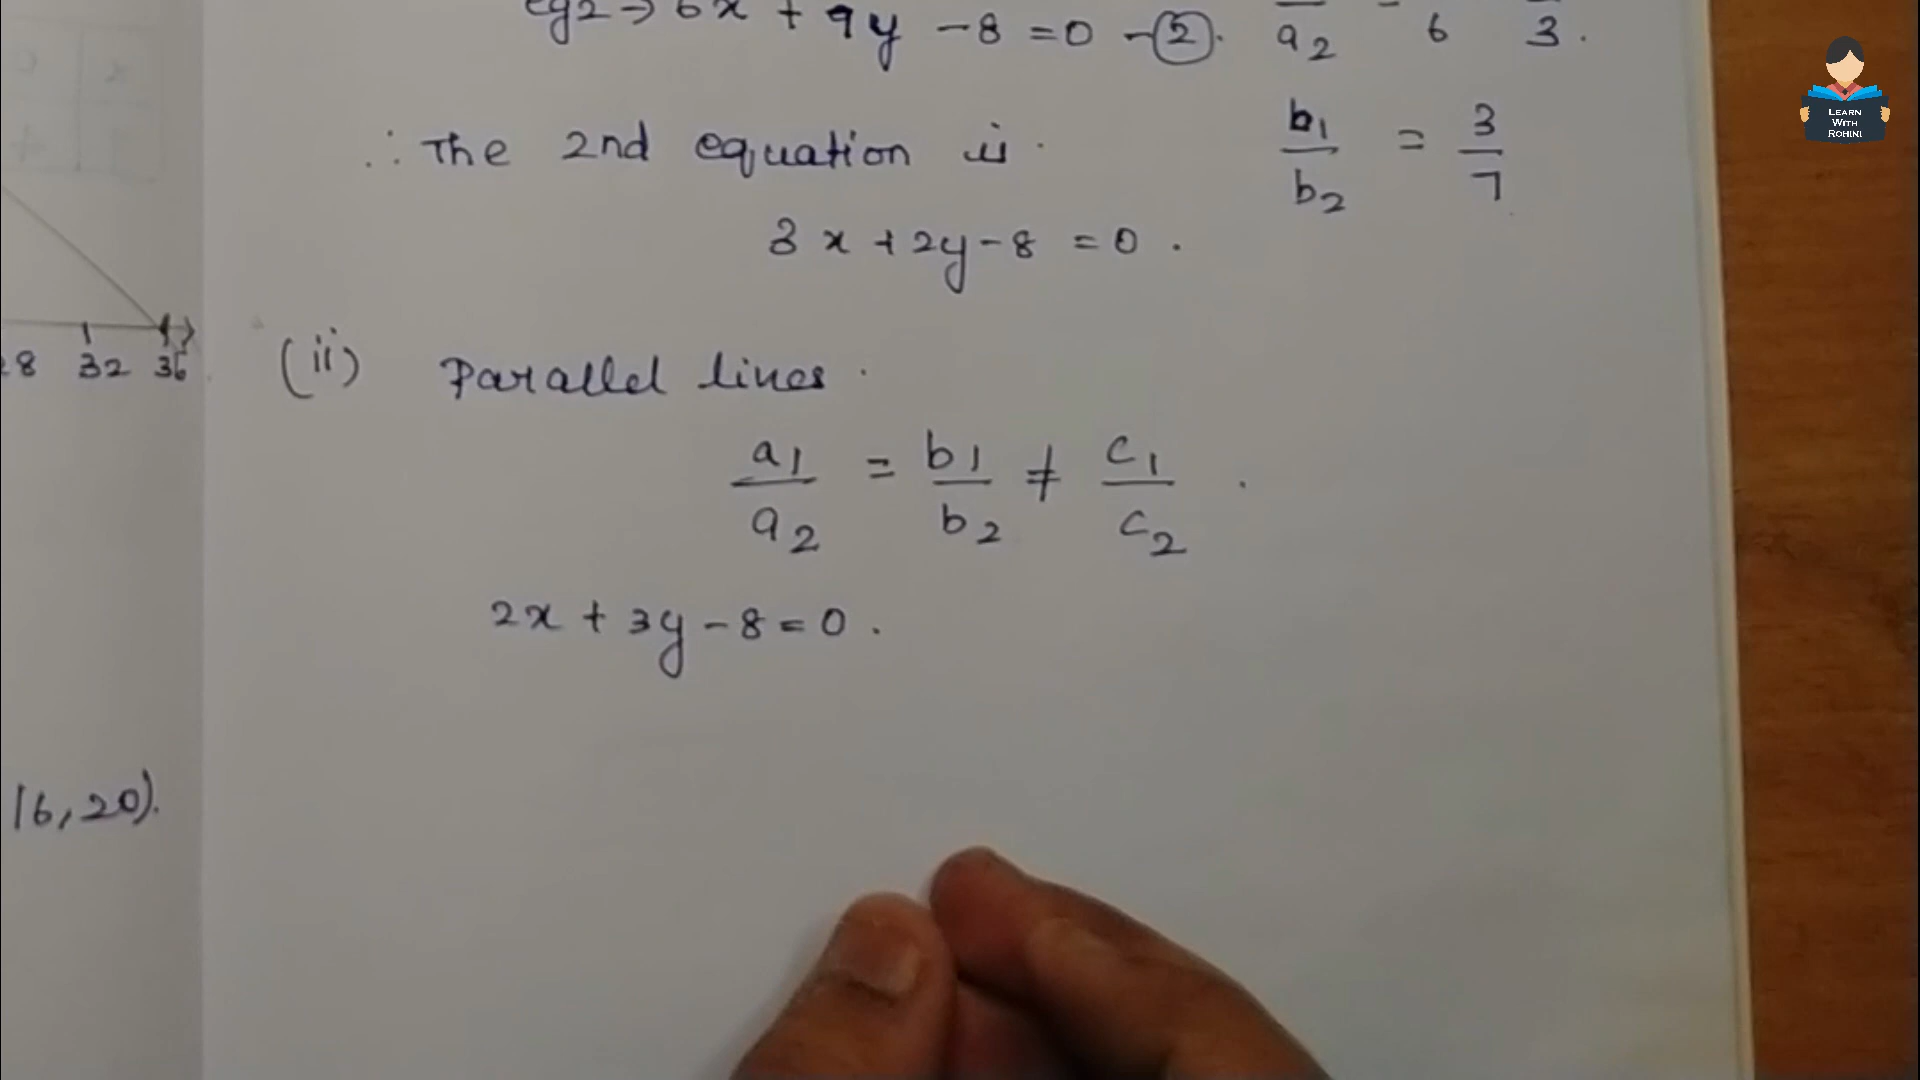 eq2 → 6x + 9y - 8 = 0 - ②.
a2 6 3.
∴ The 2nd equation is.
b1/b2 = 3/7
3x + 2y - 8 = 0.
(ii) Parallel lines.
a1/a2 = b1/b2 ≠ c1/c2.
2x + 3y - 8 = 0.
8 32 36
16, 20).
LEARN
WITH
ROHINI